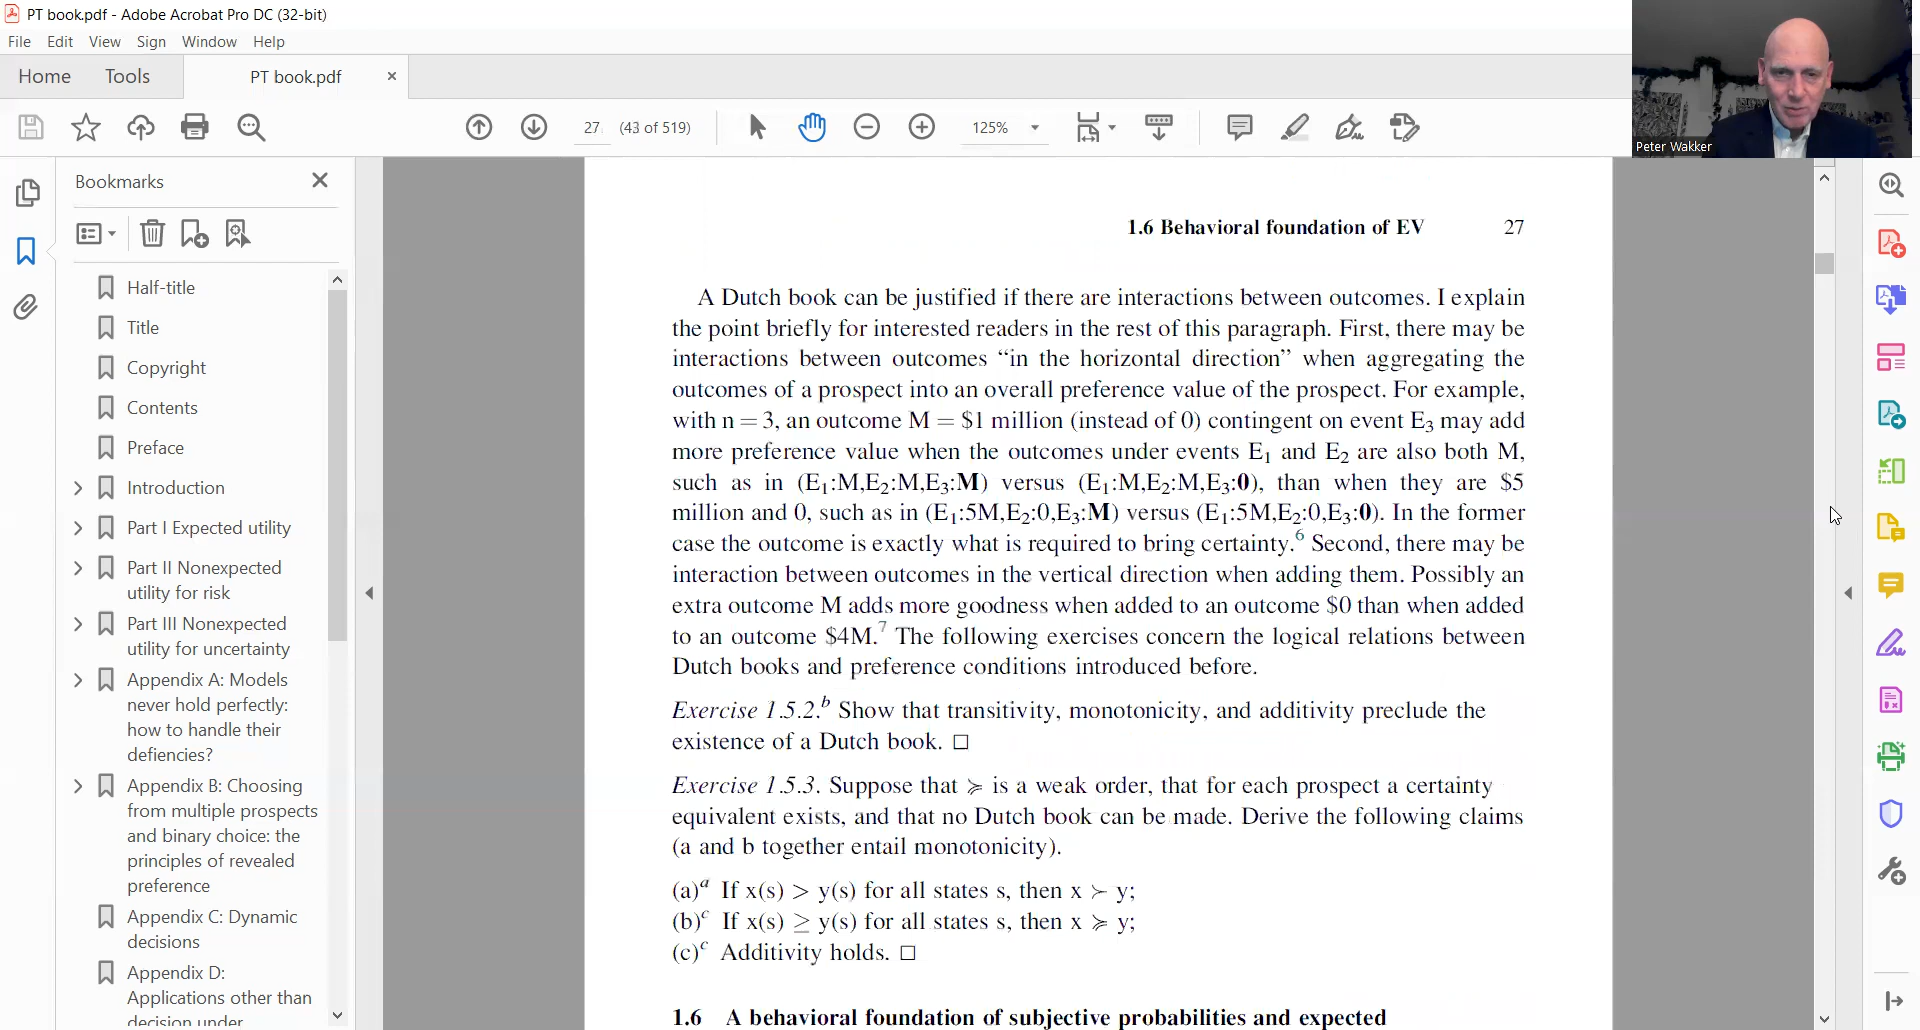 PT book.pdf - Adobe Acrobat Pro DC (32-bit)
File Edit View Sign Window Help
Home Tools PT book.pdf ×
27 (43 of 519) 125%
Peter Wakker
Bookmarks
Half-title
Title
Copyright
Contents
Preface
Introduction
Part I Expected utility
Part II Nonexpected
utility for risk
Part III Nonexpected
utility for uncertainty
Appendix A: Models
never hold perfectly:
how to handle their
defiencies?
Appendix B: Choosing
from multiple prospects
and binary choice: the
principles of revealed
preference
Appendix C: Dynamic
decisions
Appendix D:
Applications other than
decision under
1.6 Behavioral foundation of EV 27
A Dutch book can be justified if there are interactions between outcomes. I explain
the point briefly for interested readers in the rest of this paragraph. First, there may be
interactions between outcomes “in the horizontal direction” when aggregating the
outcomes of a prospect into an overall preference value of the prospect. For example,
with n = 3, an outcome M = $1 million (instead of 0) contingent on event E₃ may add
more preference value when the outcomes under events E₁ and E₂ are also both M,
such as in (E₁:M,E₂:M,E₃:M) versus (E₁:M,E₂:M,E₃:0), than when they are $5
million and 0, such as in (E₁:5M,E₂:0,E₃:M) versus (E₁:5M,E₂:0,E₃:0). In the former
case the outcome is exactly what is required to bring certainty.⁶ Second, there may be
interaction between outcomes in the vertical direction when adding them. Possibly an
extra outcome M adds more goodness when added to an outcome $0 than when added
to an outcome $4M.⁷ The following exercises concern the logical relations between
Dutch books and preference conditions introduced before.
Exercise 1.5.2.ᵇ Show that transitivity, monotonicity, and additivity preclude the
existence of a Dutch book. □
Exercise 1.5.3. Suppose that ≽ is a weak order, that for each prospect a certainty
equivalent exists, and that no Dutch book can be made. Derive the following claims
(a and b together entail monotonicity).
(a)ᵃ If x(s) > y(s) for all states s, then x ≻ y;
(b)ᶜ If x(s) ≥ y(s) for all states s, then x ≽ y;
(c)ᶜ Additivity holds. □
1.6 A behavioral foundation of subjective probabilities and expected